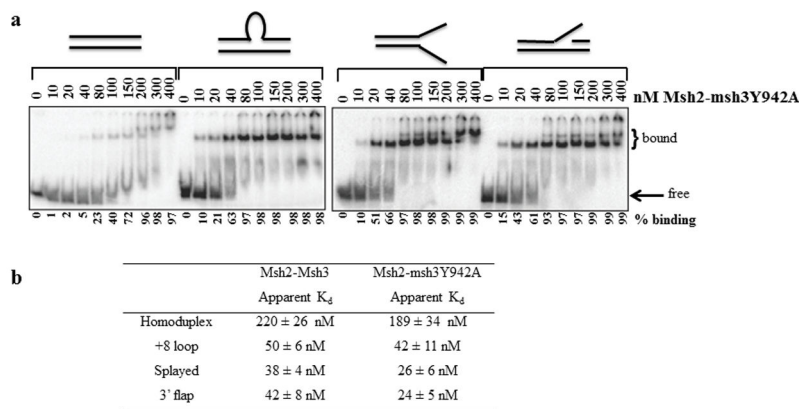 a
0 10 20 40 80 100 150 200 300 400 0 10 20 40 80 100 150 200 300 400 0 10 20 40 80 100 150 200 300 400 0 10 20 40 80 100 150 200 300 400 nM Msh2-msh3Y942A
bound
free
0 1 2 5 23 40 72 96 98 97 0 10 21 63 97 98 98 98 98 98 0 10 51 66 97 98 98 99 99 99 0 15 43 61 93 97 97 99 99 99 % binding
b
Msh2-Msh3 Msh2-msh3Y942A
Apparent Kd Apparent Kd
Homoduplex 220 ± 26 nM 189 ± 34 nM
+8 loop 50 ± 6 nM 42 ± 11 nM
Splayed 38 ± 4 nM 26 ± 6 nM
3’ flap 42 ± 8 nM 24 ± 5 nM